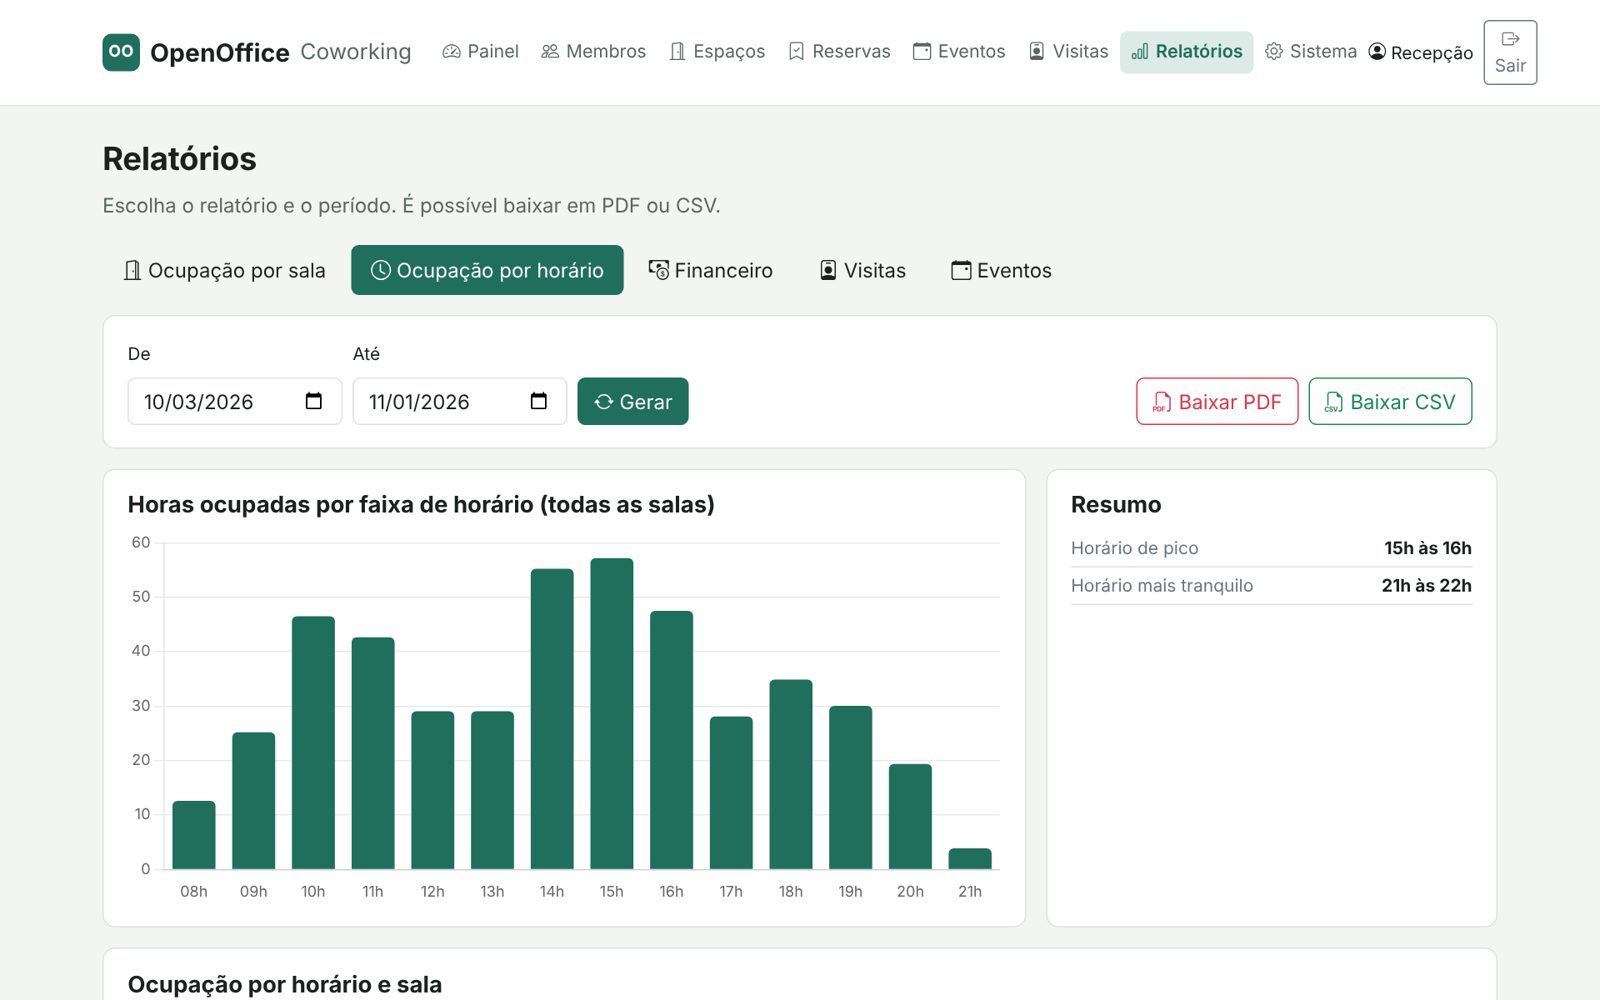 OO OpenOffice Coworking Painel Membros Espaços Reservas Eventos Visitas Relatórios Sistema Recepção Sair
Relatórios
Escolha o relatório e o período. É possível baixar em PDF ou CSV.
Ocupação por sala Ocupação por horário Financeiro Visitas Eventos
De Até
10/03/2026 11/01/2026 Gerar PDF Baixar PDF CSV Baixar CSV
Horas ocupadas por faixa de horário (todas as salas)
60
50
40
30
20
10
0
08h 09h 10h 11h 12h 13h 14h 15h 16h 17h 18h 19h 20h 21h
Resumo
Horário de pico 15h às 16h
Horário mais tranquilo 21h às 22h
Ocupação por horário e sala